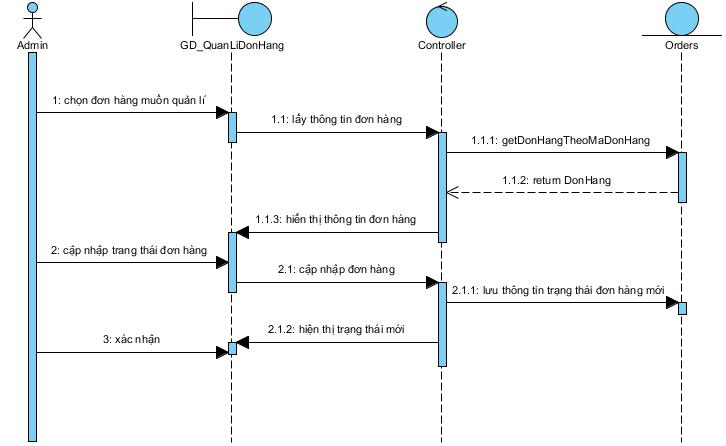 Admin
GD_QuanLiDonHang
Controller
Orders
1: chọn đơn hàng muốn quản lí
1.1: lấy thông tin đơn hàng
1.1.1: getDonHangTheoMaDonHang
1.1.2: return DonHang
1.1.3: hiển thị thông tin đơn hàng
2: cập nhập trang thái đơn hàng
2.1: cập nhập đơn hàng
2.1.1: lưu thông tin trạng thái đơn hàng mới
2.1.2: hiện thị trạng thái mới
3: xác nhận